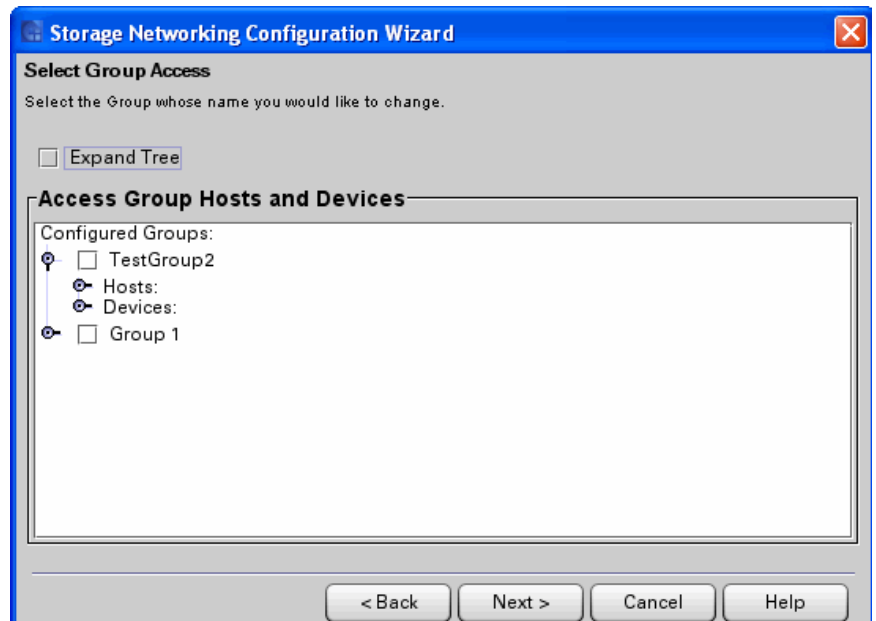 Storage Networking Configuration Wizard
Select Group Access
Select the Group whose name you would like to change.
Expand Tree
Access Group Hosts and Devices
Configured Groups:
TestGroup2
Hosts:
Devices:
Group 1
< Back Next > Cancel Help